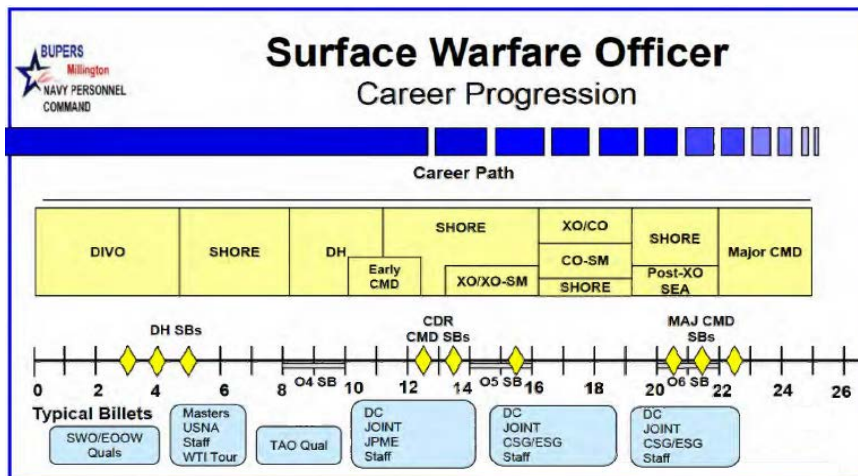 BUPERS
Millington
NAVY PERSONNEL
COMMAND
Surface Warfare Officer
Career Progression
Career Path
DIVO
SHORE
DH
Early
CMD
SHORE
XO/XO-SM
XO/CO
CO-SM
SHORE
SHORE
Post-XO
SEA
Major CMD
DH SBs
CDR
CMD SBs
MAJ CMD
SBs
O4 SB
O5 SB
O6 SB
0 2 4 6 8 10 12 14 16 18 20 22 24 26
Typical Billets
SWO/EOOW
Quals
Masters
USNA
Staff
WTI Tour
TAO Qual
DC
JOINT
JPME
Staff
DC
JOINT
CSG/ESG
Staff
DC
JOINT
CSG/ESG
Staff